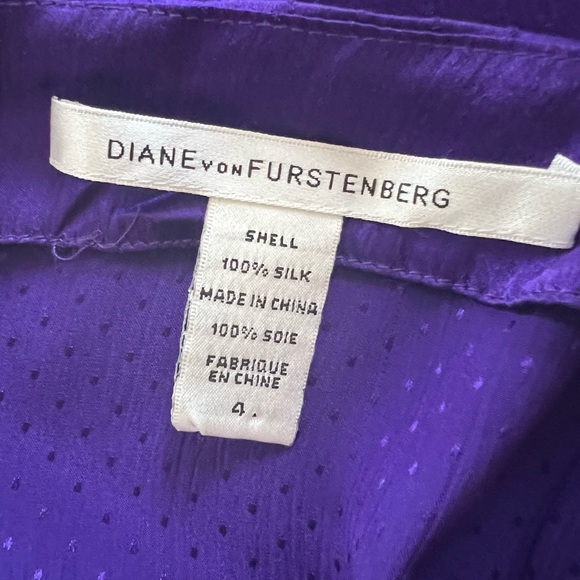 DIANE VON FURSTENBERG
SHELL
100% SILK
MADE IN CHINA
100% SOIE
FABRIQUE
EN CHINE
4.